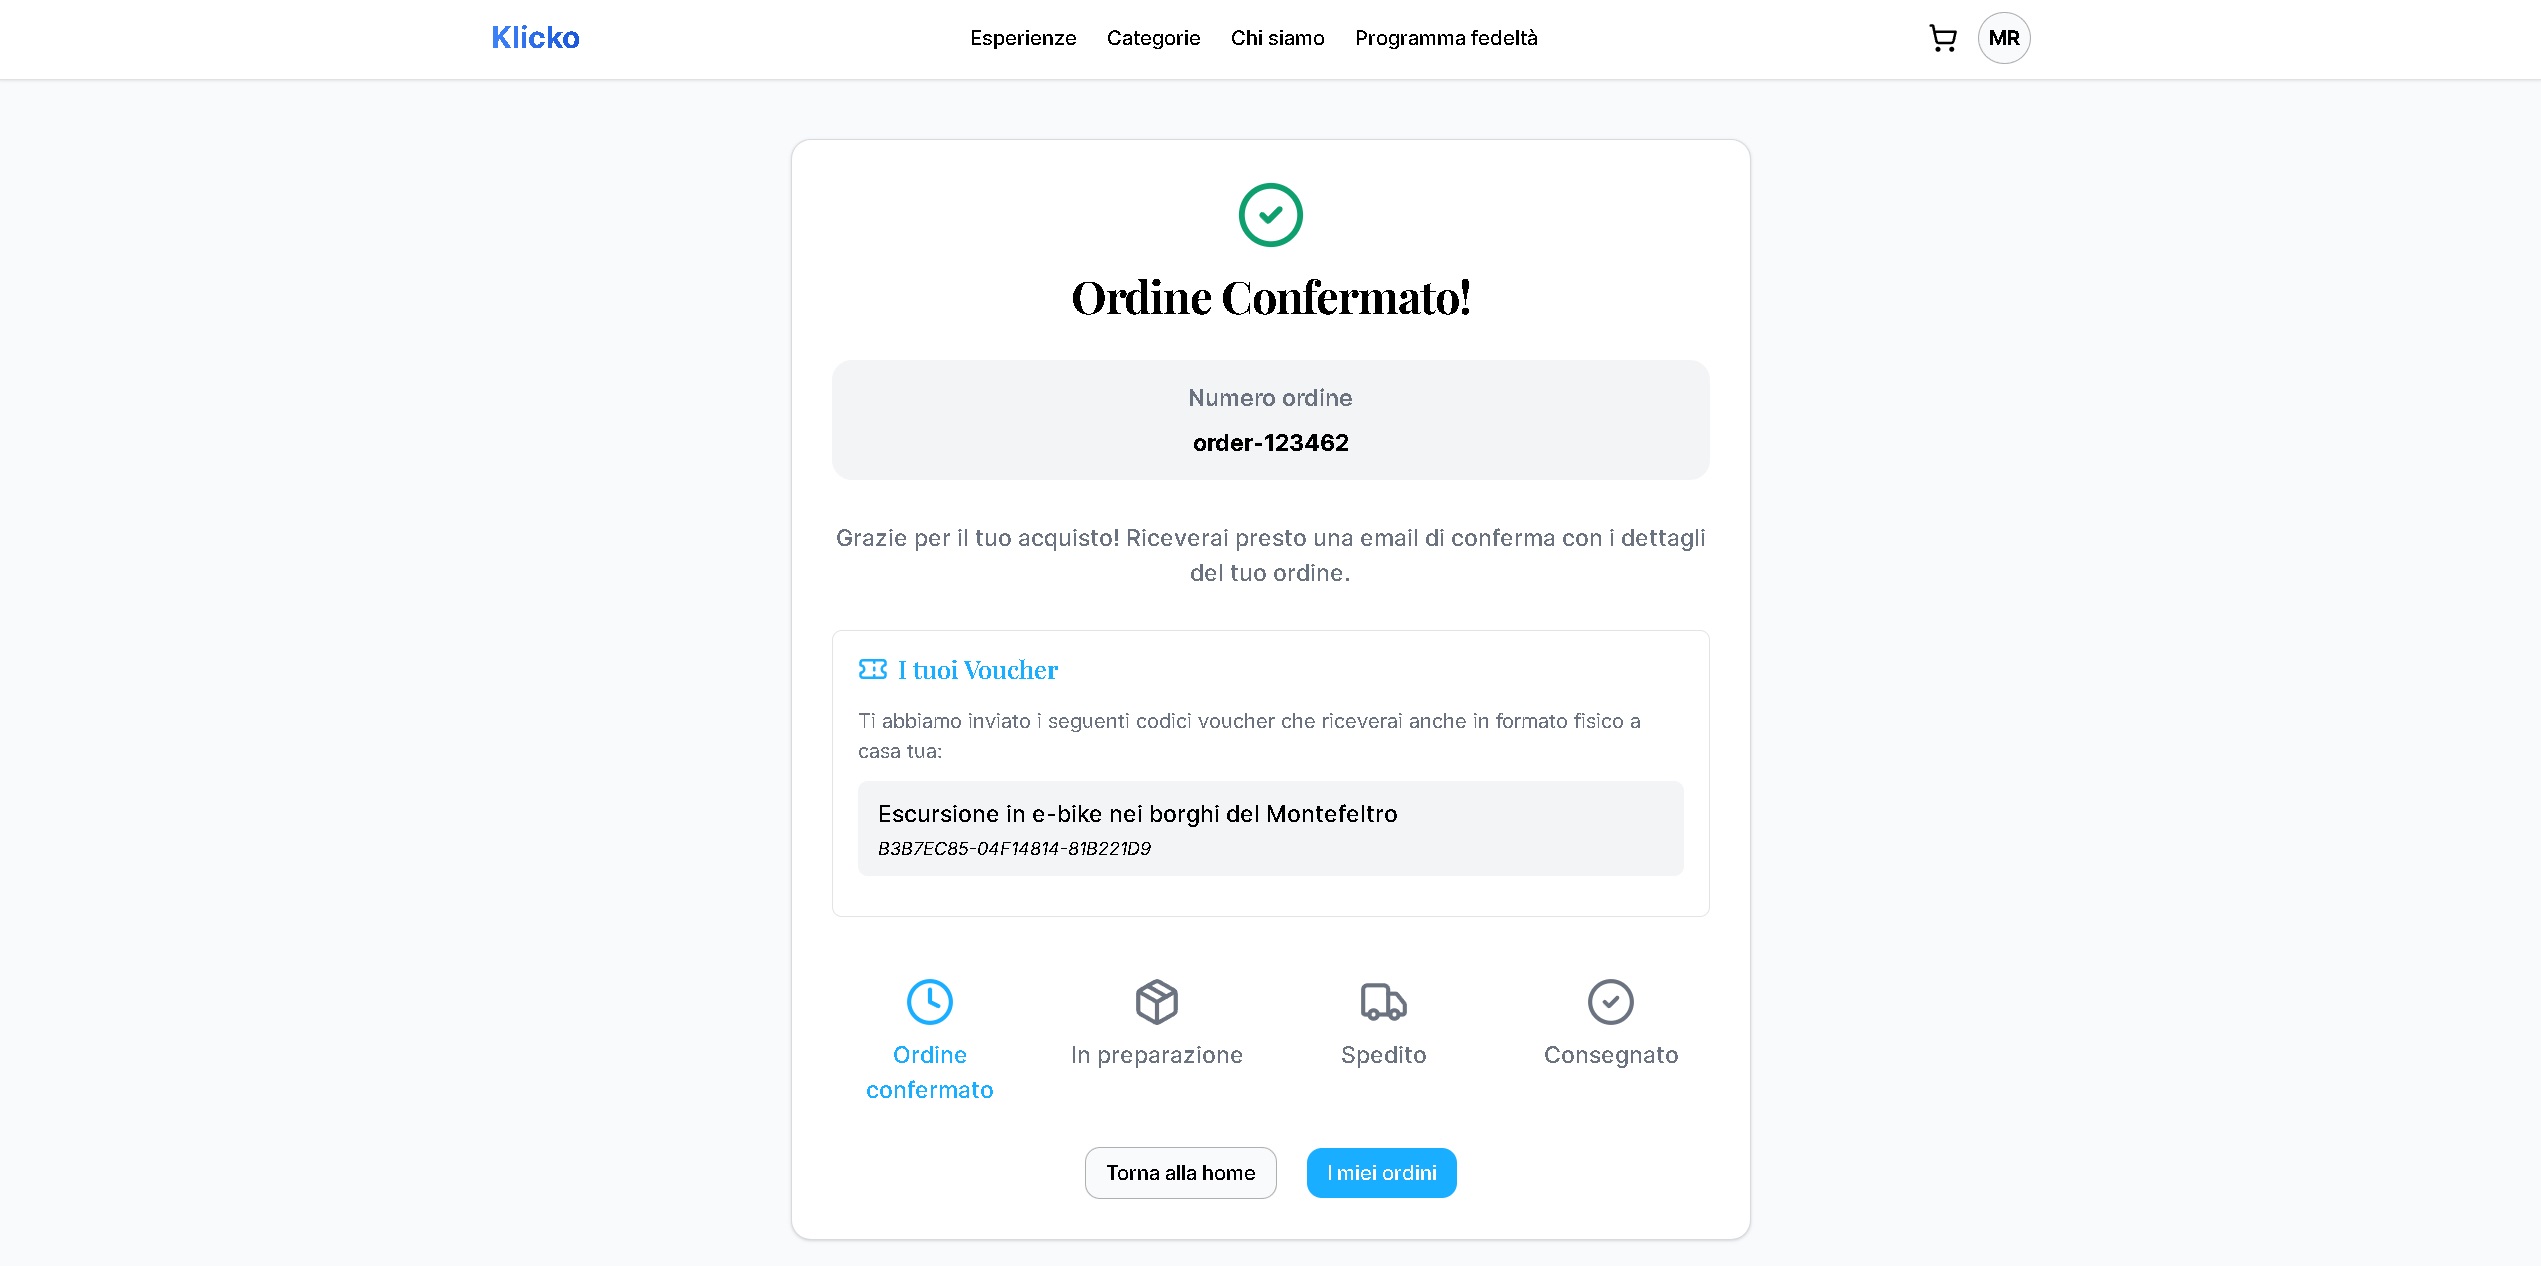 Klicko
Esperienze Categorie Chi siamo Programma fedeltà
MR
Ordine Confermato!
Numero ordine
order-123462
Grazie per il tuo acquisto! Riceverai presto una email di conferma con i dettagli
del tuo ordine.
I tuoi Voucher
Ti abbiamo inviato i seguenti codici voucher che riceverai anche in formato fisico a
casa tua:
Escursione in e-bike nei borghi del Montefeltro
B3B7EC85-04F14814-81B221D9
Ordine
confermato
In preparazione
Spedito
Consegnato
Torna alla home
I miei ordini